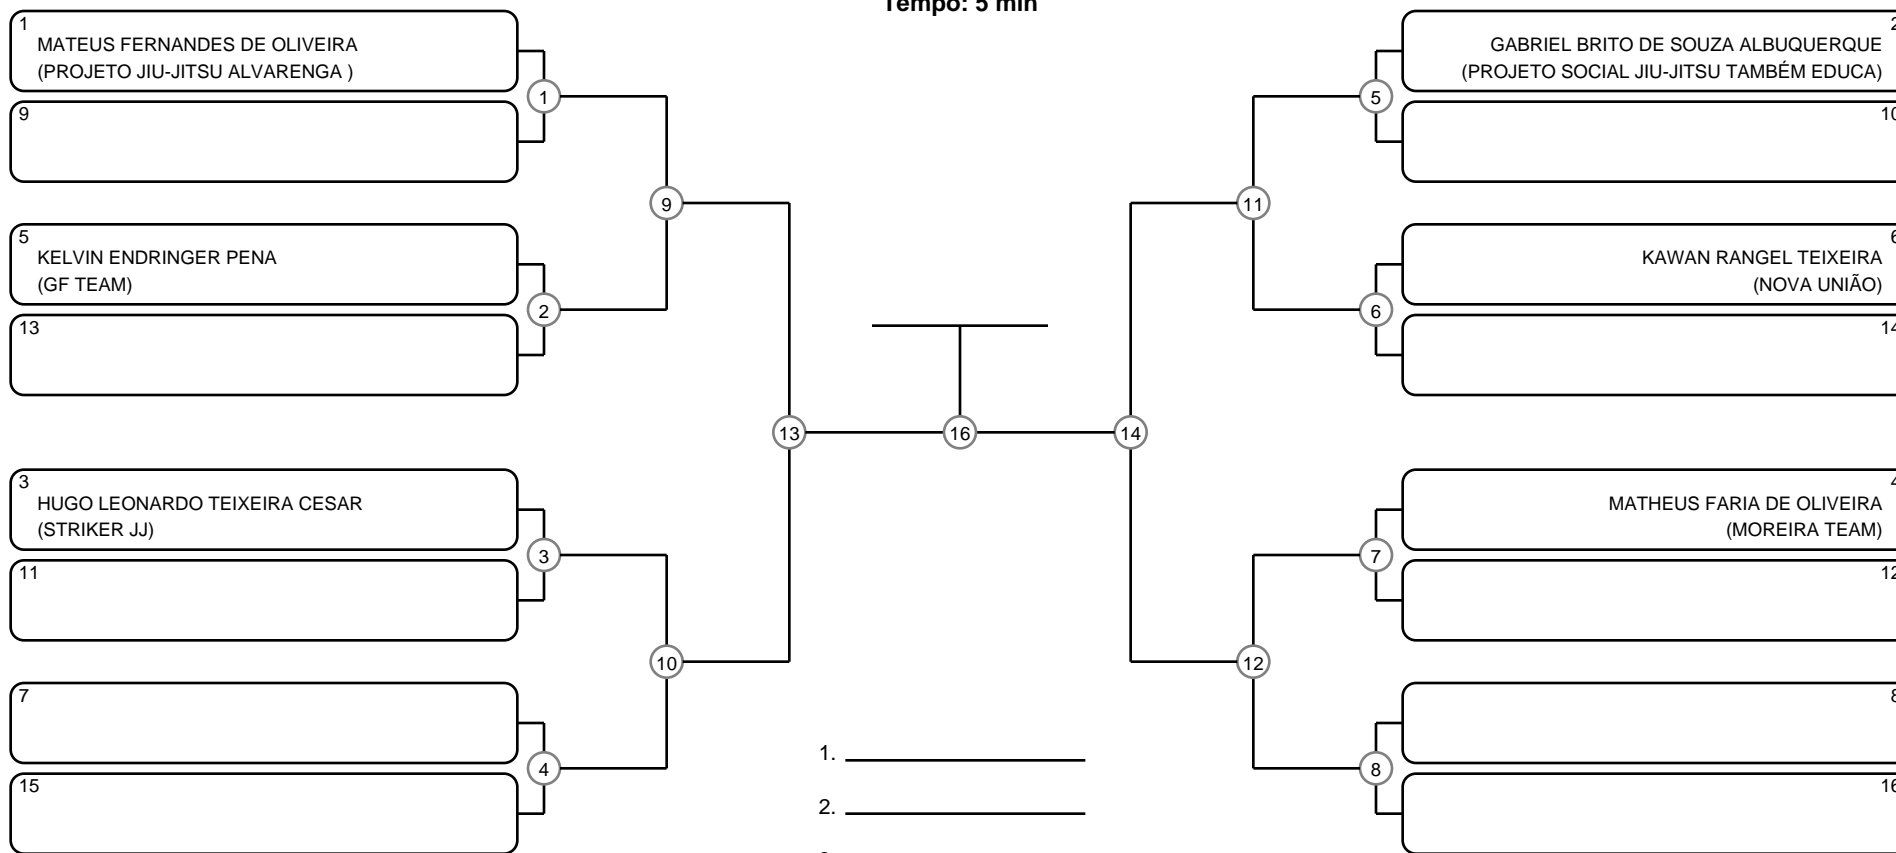 Tempo: 5 min
1
MATEUS FERNANDES DE OLIVEIRA
(PROJETO JIU-JITSU ALVARENGA )
9
1
5
KELVIN ENDRINGER PENA
(GF TEAM)
13
2
9
3
HUGO LEONARDO TEIXEIRA CESAR
(STRIKER JJ)
11
3
7
15
4
10
13
16
14
2
GABRIEL BRITO DE SOUZA ALBUQUERQUE
(PROJETO SOCIAL JIU-JITSU TAMBÉM EDUCA)
10
5
11
6
KAWAN RANGEL TEIXEIRA
(NOVA UNIÃO)
14
6
4
MATHEUS FARIA DE OLIVEIRA
(MOREIRA TEAM)
12
7
12
8
16
8
1.
2.